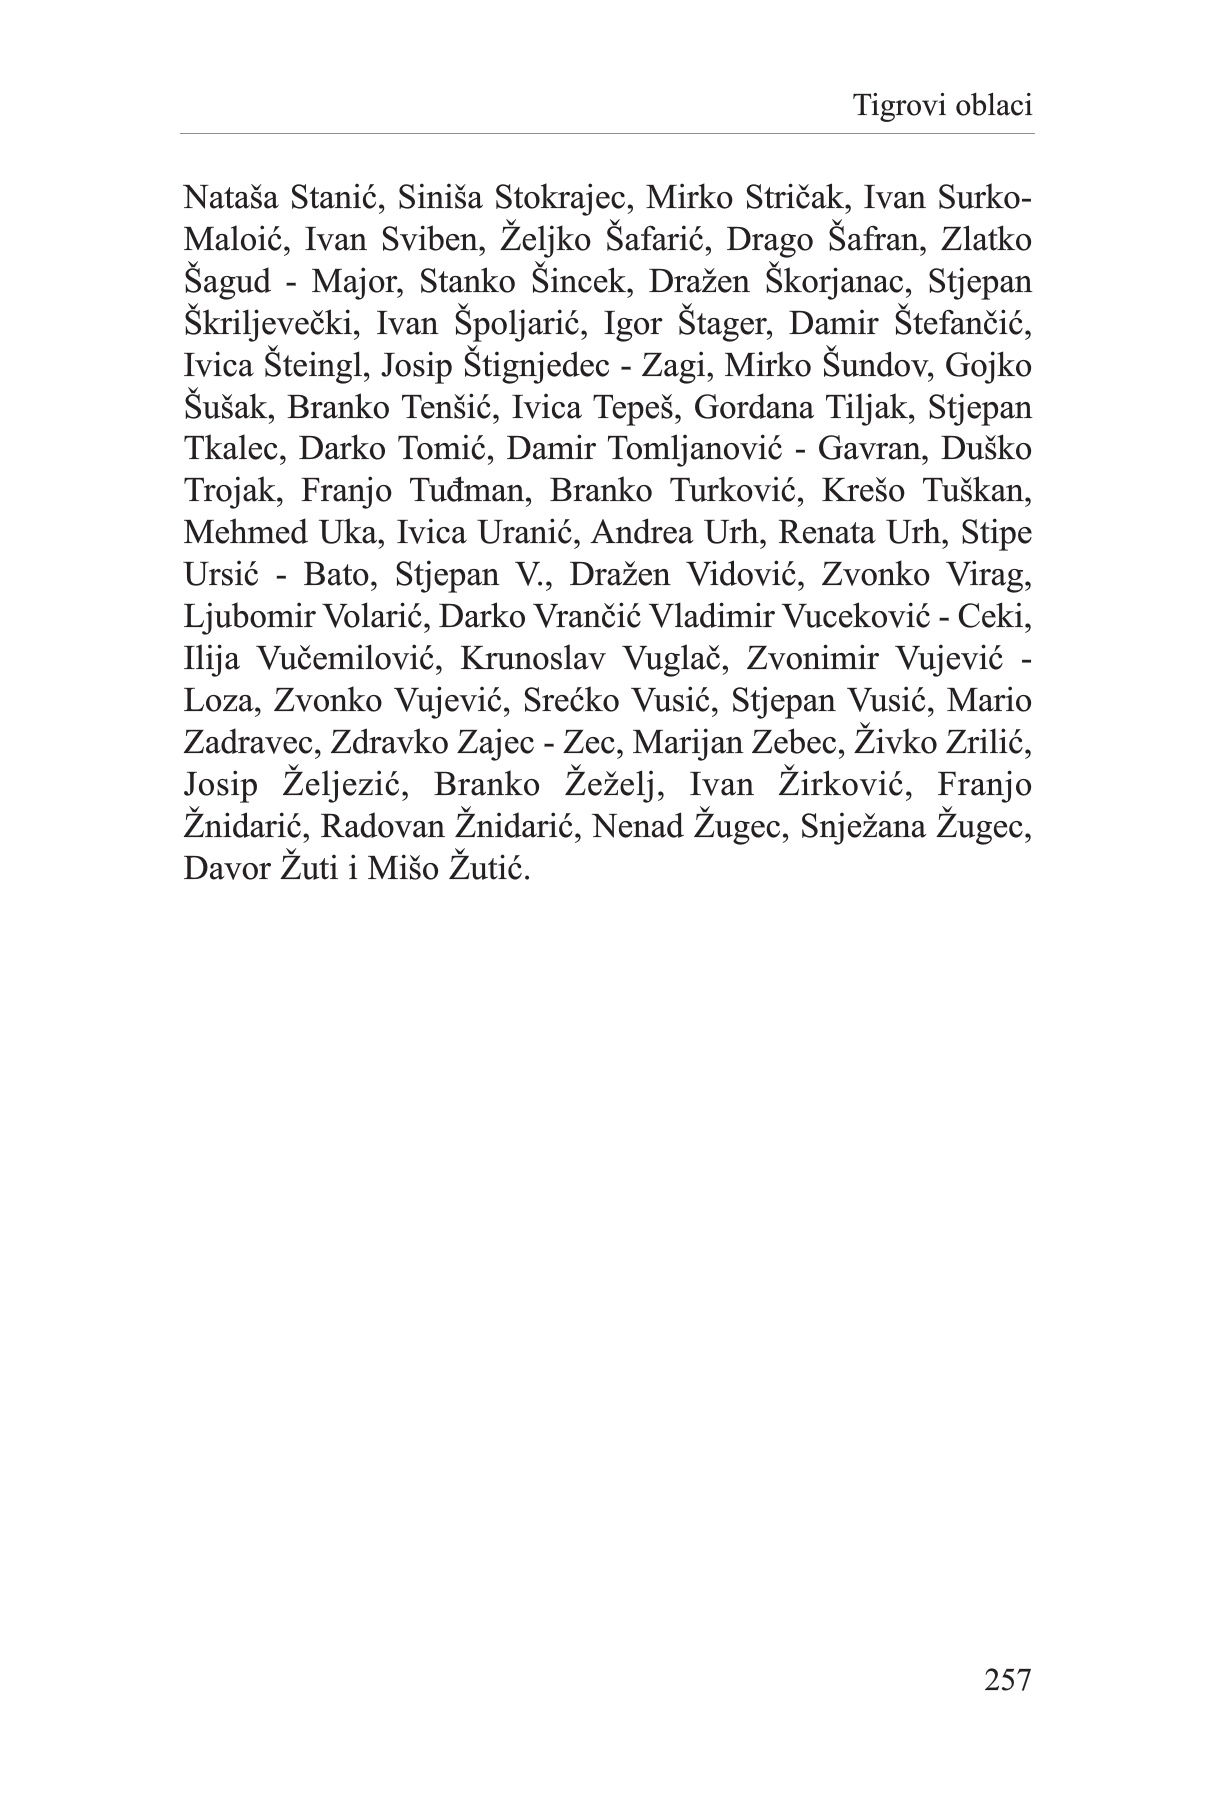 Tigrovi oblaci
Nataša Stanić, Siniša Stokrajec, Mirko Stričak, Ivan Surko-
Maloić, Ivan Sviben, Željko Šafarić, Drago Šafran, Zlatko
Šagud - Major, Stanko Šincek, Dražen Škorjanac, Stjepan
Škriljevečki, Ivan Špoljarić, Igor Štager, Damir Štefančić,
Ivica Šteingl, Josip Štignjedec - Zagi, Mirko Šundov, Gojko
Šušak, Branko Tenšić, Ivica Tepeš, Gordana Tiljak, Stjepan
Tkalec, Darko Tomić, Damir Tomljanović - Gavran, Duško
Trojak, Franjo Tuđman, Branko Turković, Krešo Tuškan,
Mehmed Uka, Ivica Uranić, Andrea Urh, Renata Urh, Stipe
Ursić - Bato, Stjepan V., Dražen Vidović, Zvonko Virag,
Ljubomir Volarić, Darko Vrančić Vladimir Vuceković - Ceki,
Ilija Vučemilović, Krunoslav Vuglač, Zvonimir Vujević -
Loza, Zvonko Vujević, Srećko Vusić, Stjepan Vusić, Mario
Zadravec, Zdravko Zajec - Zec, Marijan Zebec, Živko Zrilić,
Josip Željezić, Branko Žeželj, Ivan Žirković, Franjo
Žnidarić, Radovan Žnidarić, Nenad Žugec, Snježana Žugec,
Davor Žuti i Mišo Žutić.
257